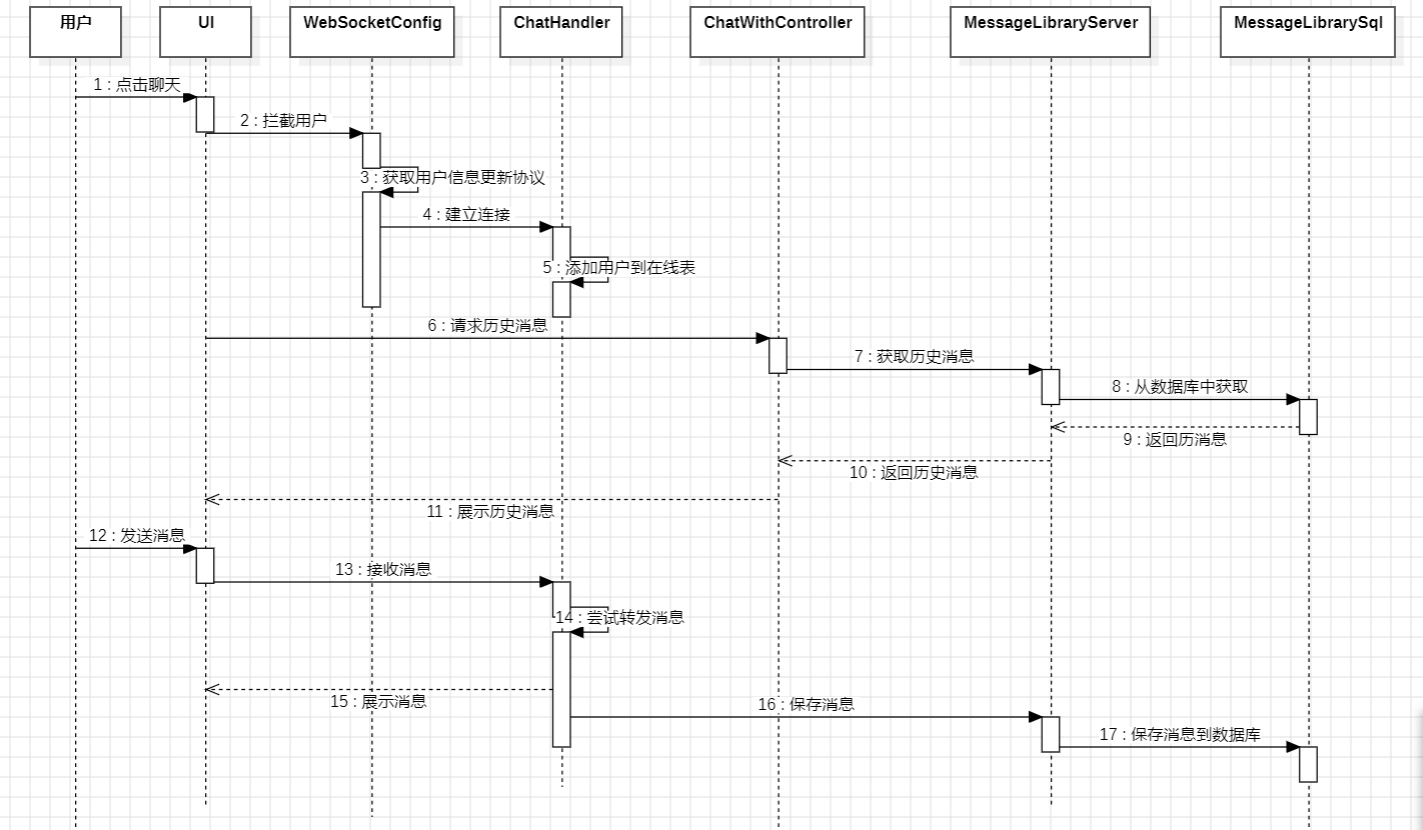 用户
UI
WebSocketConfig
ChatHandler
ChatWithController
MessageLibraryServer
MessageLibrarySql
1 : 点击聊天
2 : 拦截用户
3 : 获取用户信息更新协议
4 : 建立连接
5 : 添加用户到在线表
6 : 请求历史消息
7 : 获取历史消息
8 : 从数据库中获取
9 : 返回历消息
10 : 返回历史消息
11 : 展示历史消息
12 : 发送消息
13 : 接收消息
14 : 尝试转发消息
15 : 展示消息
16 : 保存消息
17 : 保存消息到数据库